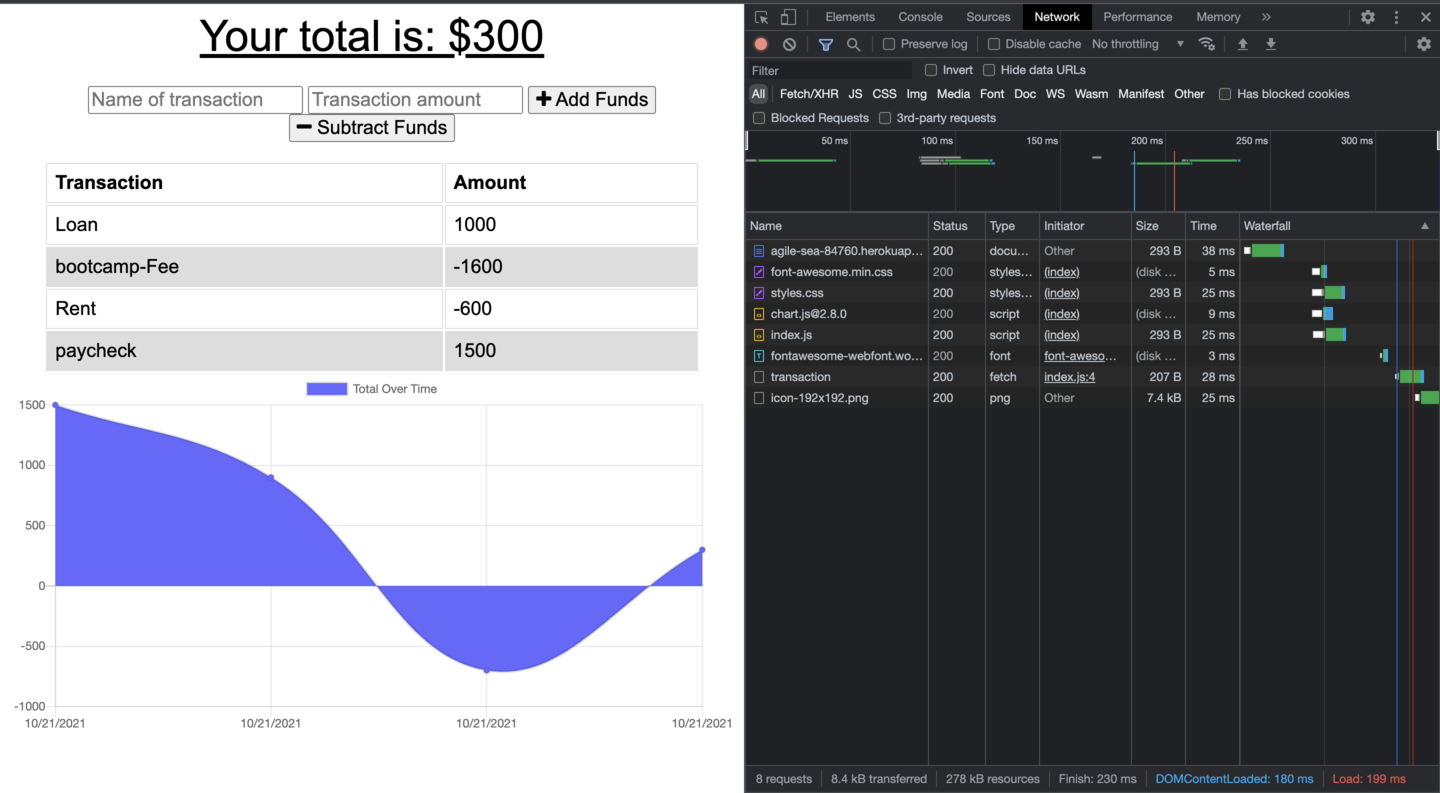 Your total is: $300
Name of transaction Transaction amount Add Funds
Subtract Funds
Transaction Amount
Loan 1000
bootcamp-Fee -1600
Rent -600
paycheck 1500
Total Over Time
1500
1000
500
0
-500
-1000
10/21/2021 10/21/2021 10/21/2021 10/21/2021
Elements Console Sources Network Performance Memory »
Preserve log Disable cache No throttling
Filter Invert Hide data URLs
All Fetch/XHR JS CSS Img Media Font Doc WS Wasm Manifest Other Has blocked cookies
Blocked Requests 3rd-party requests
50 ms 100 ms 150 ms 200 ms 250 ms 300 ms
Name Status Type Initiator Size Time Waterfall
agile-sea-84760.herokuap... 200 docu... Other 293 B 38 ms
font-awesome.min.css 200 styles... (index) (disk ... 5 ms
styles.css 200 styles... (index) 293 B 25 ms
chart.js@2.8.0 200 script (index) (disk ... 9 ms
index.js 200 script (index) 293 B 25 ms
fontawesome-webfont.wo... 200 font font-aweso... (disk ... 3 ms
transaction 200 fetch index.js:4 207 B 28 ms
icon-192x192.png 200 png Other 7.4 kB 25 ms
8 requests 8.4 kB transferred 278 kB resources Finish: 230 ms DOMContentLoaded: 180 ms Load: 199 ms